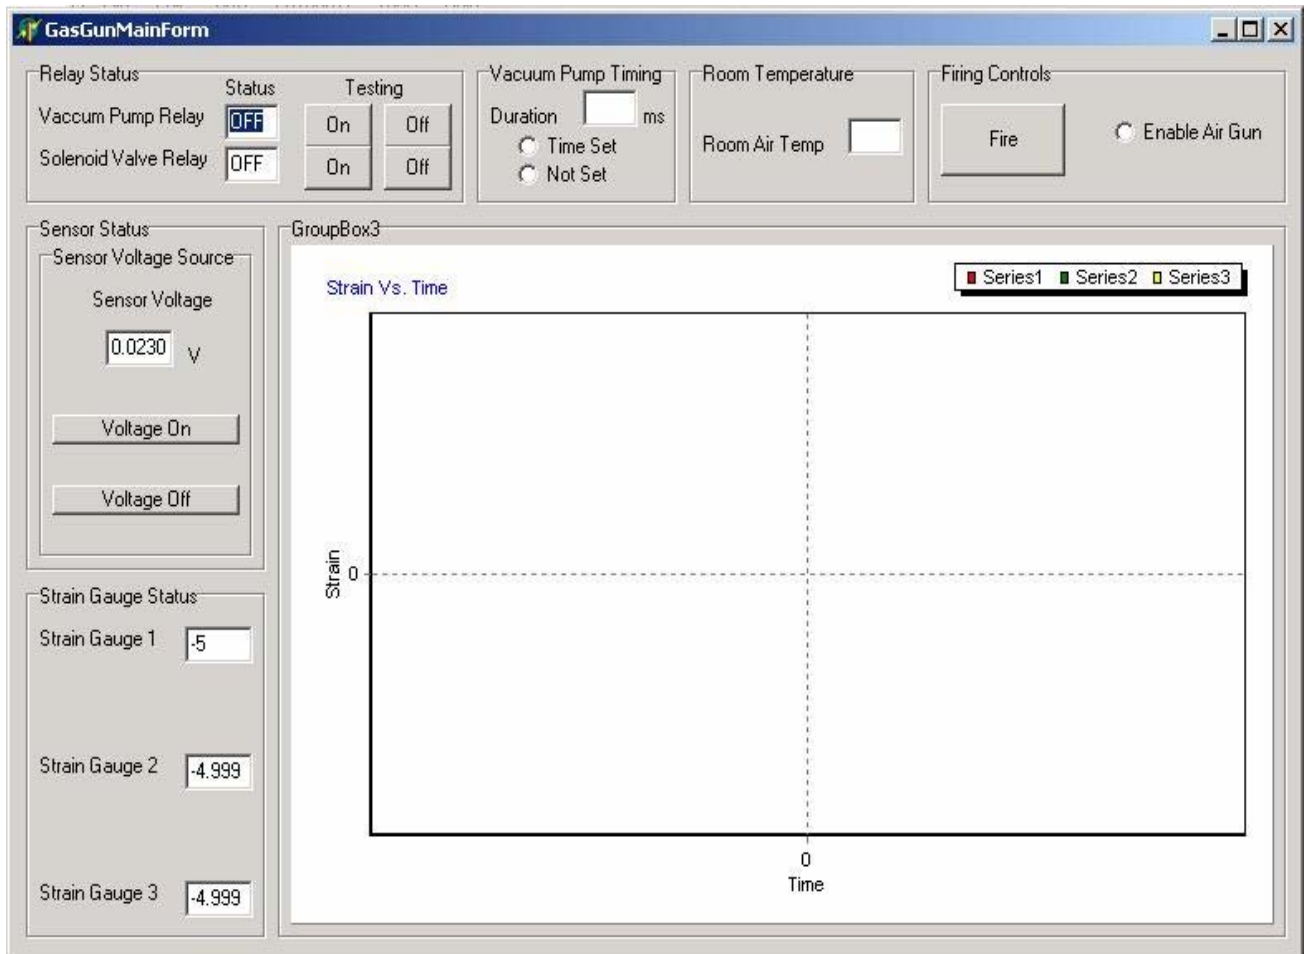 GasGunMainForm
Relay Status
Status Testing
Vaccum Pump Relay OFF On Off
Solenoid Valve Relay OFF On Off
Vacuum Pump Timing
Duration ms
Time Set
Not Set
Room Temperature
Room Air Temp
Firing Controls
Fire Enable Air Gun
Sensor Status
Sensor Voltage Source
Sensor Voltage
0.0230 V
Voltage On
Voltage Off
Strain Gauge Status
Strain Gauge 1 -5
Strain Gauge 2 -4.999
Strain Gauge 3 -4.999
GroupBox3
Strain Vs. Time
Series1 Series2 Series3
Strain
0
0
Time